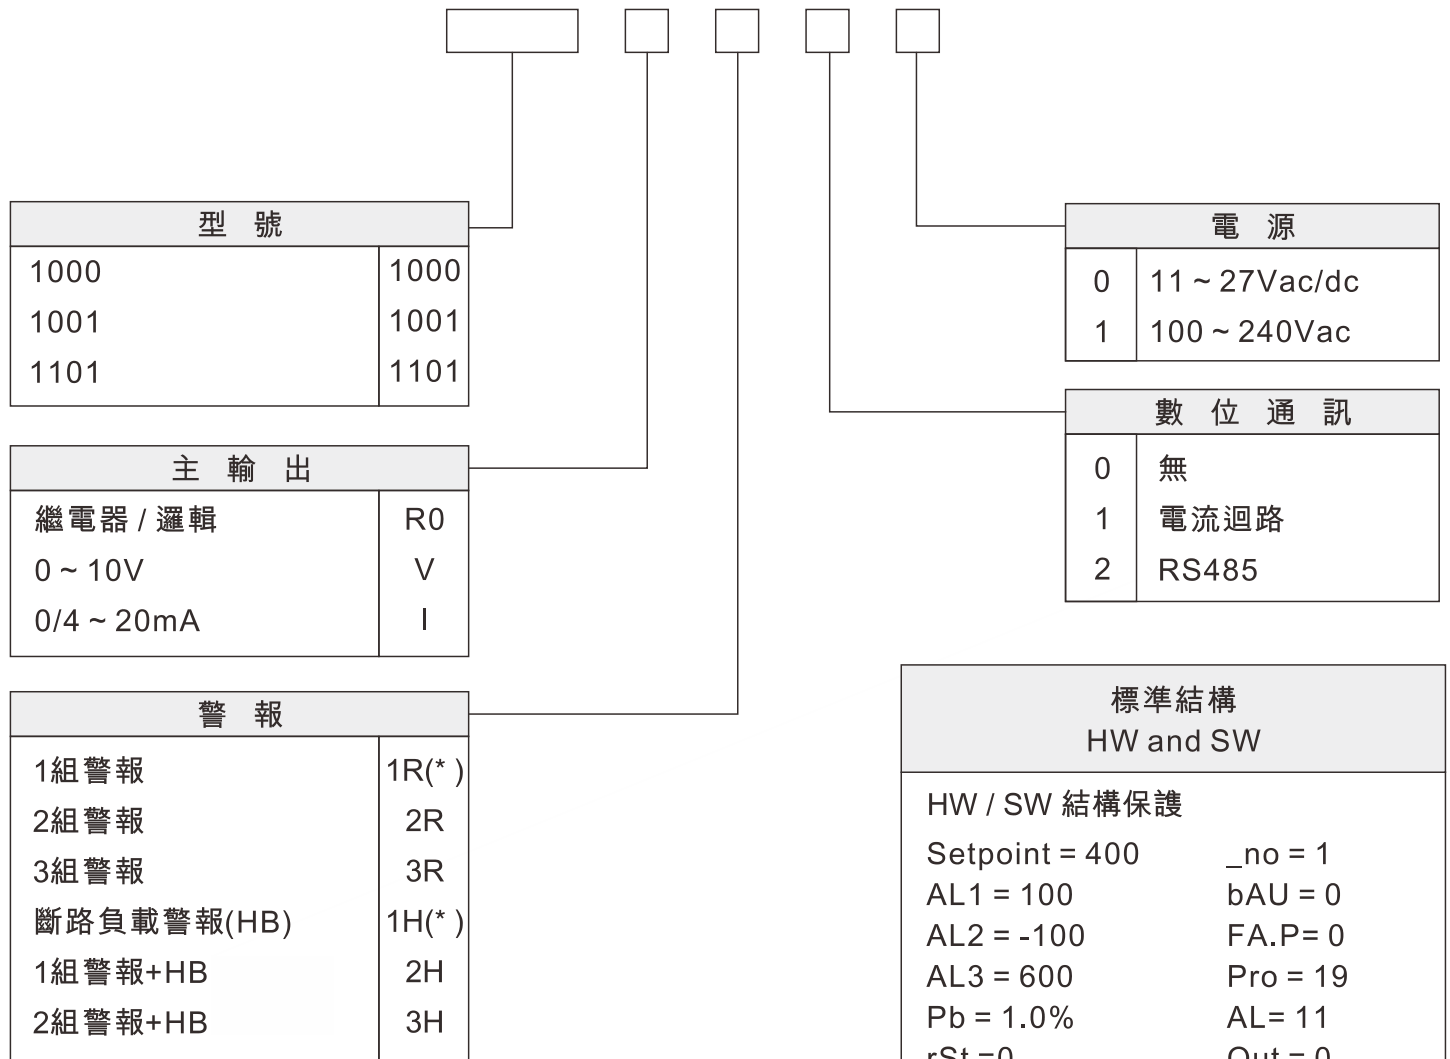 型 號
1000 1000
1001 1001
1101 1101
主 輸 出
繼電器 / 邏輯 R0
0 ~ 10V V
0/4 ~ 20mA I
警 報
1組警報 1R(* )
2組警報 2R
3組警報 3R
斷路負載警報(HB) 1H(* )
1組警報+HB 2H
2組警報+HB 3H
電 源
0 11 ~ 27Vac/dc
1 100 ~ 240Vac
數 位 通 訊
0 無
1 電流迴路
2 RS485
標準結構
HW and SW
HW / SW 結構保謢
Setpoint = 400 _no = 1
AL1 = 100 bAU = 0
AL2 = -100 FA.P= 0
AL3 = 600 Pro = 19
Pb = 1.0% AL= 11
rSt =0 Out = 0